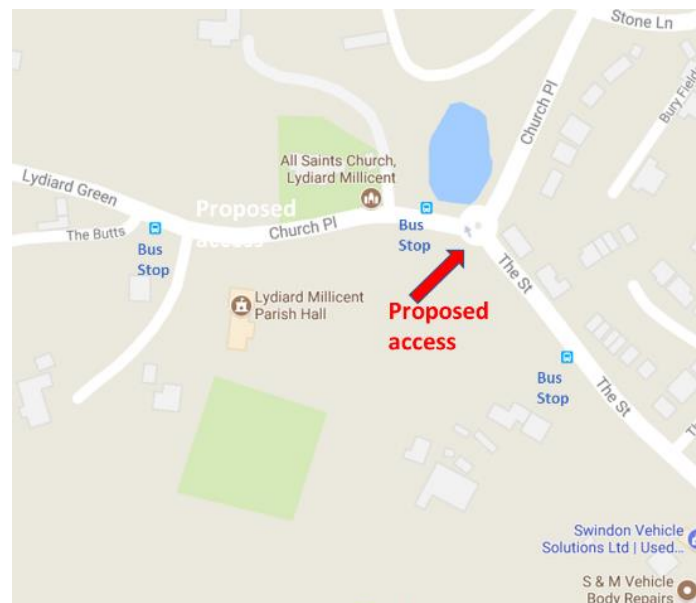 Stone Ln
Church Pl
Bury Field
All Saints Church,
Lydiard Millicent
Lydiard Green
Proposed
access
The Butts
Bus
Stop
Church Pl
Bus
Stop
The St
Lydiard Millicent
Parish Hall
Proposed
access
Bus
Stop
The St
Swindon Vehicle
Solutions Ltd | Used...
S & M Vehicle
Body Repairs